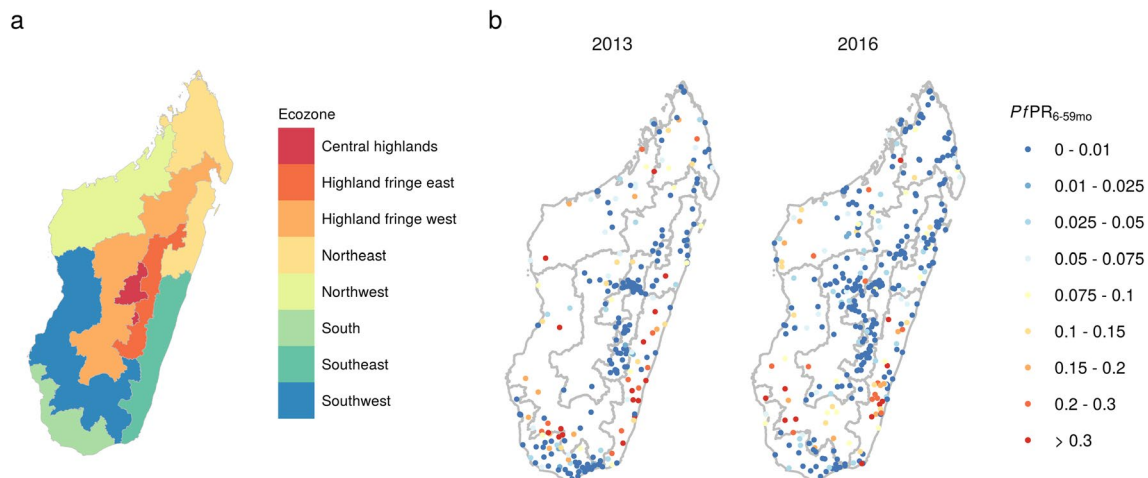 a
Ecozone
Central highlands
Highland fringe east
Highland fringe west
Northeast
Northwest
South
Southeast
Southwest
b
2013
2016
PfPR6-59mo
0 - 0.01
0.01 - 0.025
0.025 - 0.05
0.05 - 0.075
0.075 - 0.1
0.1 - 0.15
0.15 - 0.2
0.2 - 0.3
> 0.3